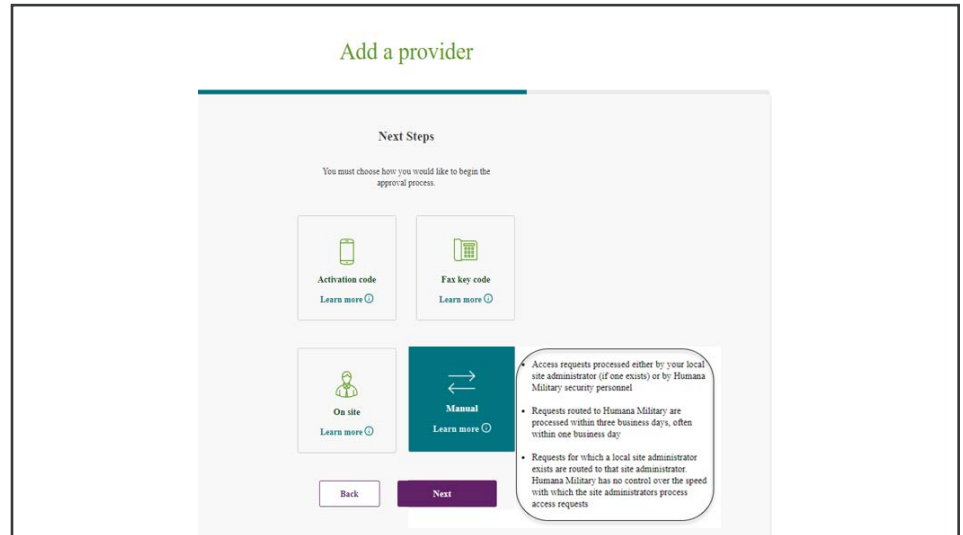 Add a provider
Next Steps
You must choose how you would like to begin the
approval process.
Activation code
Learn more
Fax key code
Learn more
On site
Learn more
Manual
Learn more
• Access requests processed either by your local
site administrator (if one exists) or by Humana
Military security personnel
• Requests routed to Humana Military are
processed within three business days, often
within one business day
• Requests for which a local site administrator
exists are routed to that site administrator.
Humana Military has no control over the speed
with which the site administrators process
access requests
Back
Next